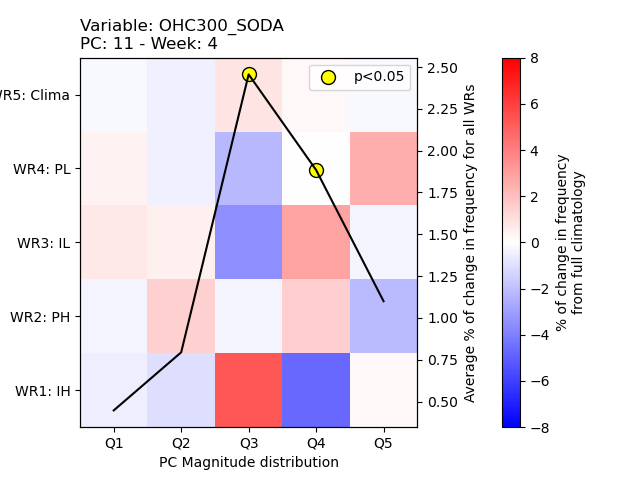 Variable: OHC300_SODA
PC: 11 - Week: 4
p<0.05
WR5: Clima
WR4: PL
WR3: IL
WR2: PH
WR1: IH
Q1 Q2 Q3 Q4 Q5
PC Magnitude distribution
2.50
2.25
2.00
1.75
1.50
1.25
1.00
0.75
0.50
Average % of change in frequency for all WRs
8
6
4
2
0
−2
−4
−6
−8
% of change in frequency
from full climatology